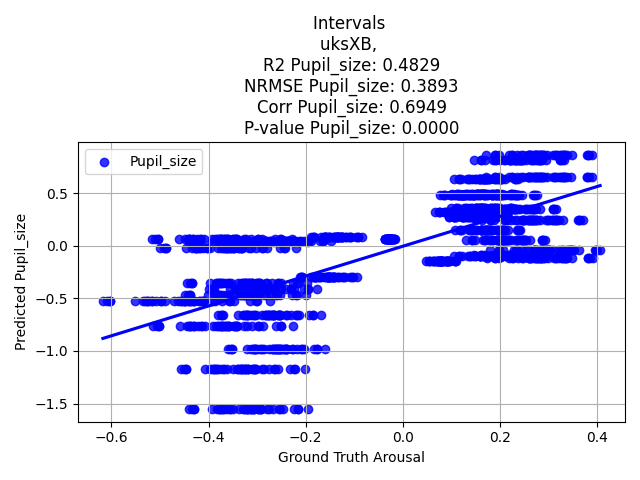 Intervals
uksXB,
R2 Pupil_size: 0.4829
NRMSE Pupil_size: 0.3893
Corr Pupil_size: 0.6949
P-value Pupil_size: 0.0000
Pupil_size
Predicted Pupil_size
0.5
0.0
−0.5
−1.0
−1.5
−0.6 −0.4 −0.2 0.0 0.2 0.4
Ground Truth Arousal